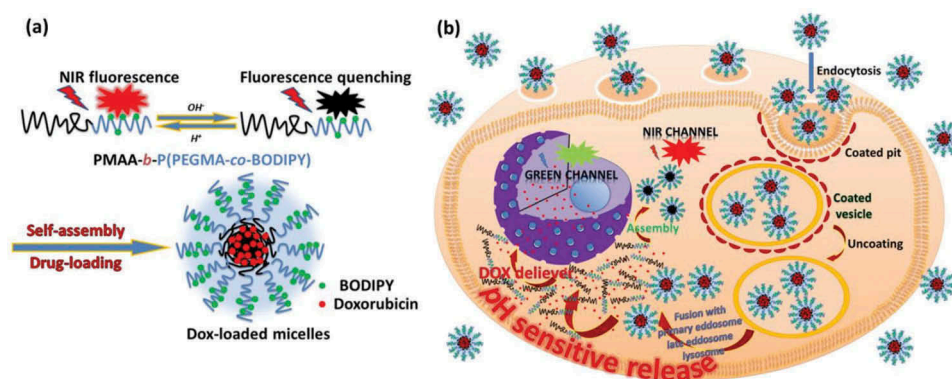 (a)
NIR fluorescence
Fluorescence quenching
OH-
H+
PMAA-b-P(PEGMA-co-BODIPY)
Self-assembly
Drug-loading
BODIPY
Doxorubicin
Dox-loaded micelles
(b)
Endocytosis
NIR CHANNEL
Coated pit
GREEN CHANNEL
Coated
vesicle
Assembly
Uncoating
DOX deliever
Fusion with
primary eddosome
late eddosome
lysosome
pH sensitive release